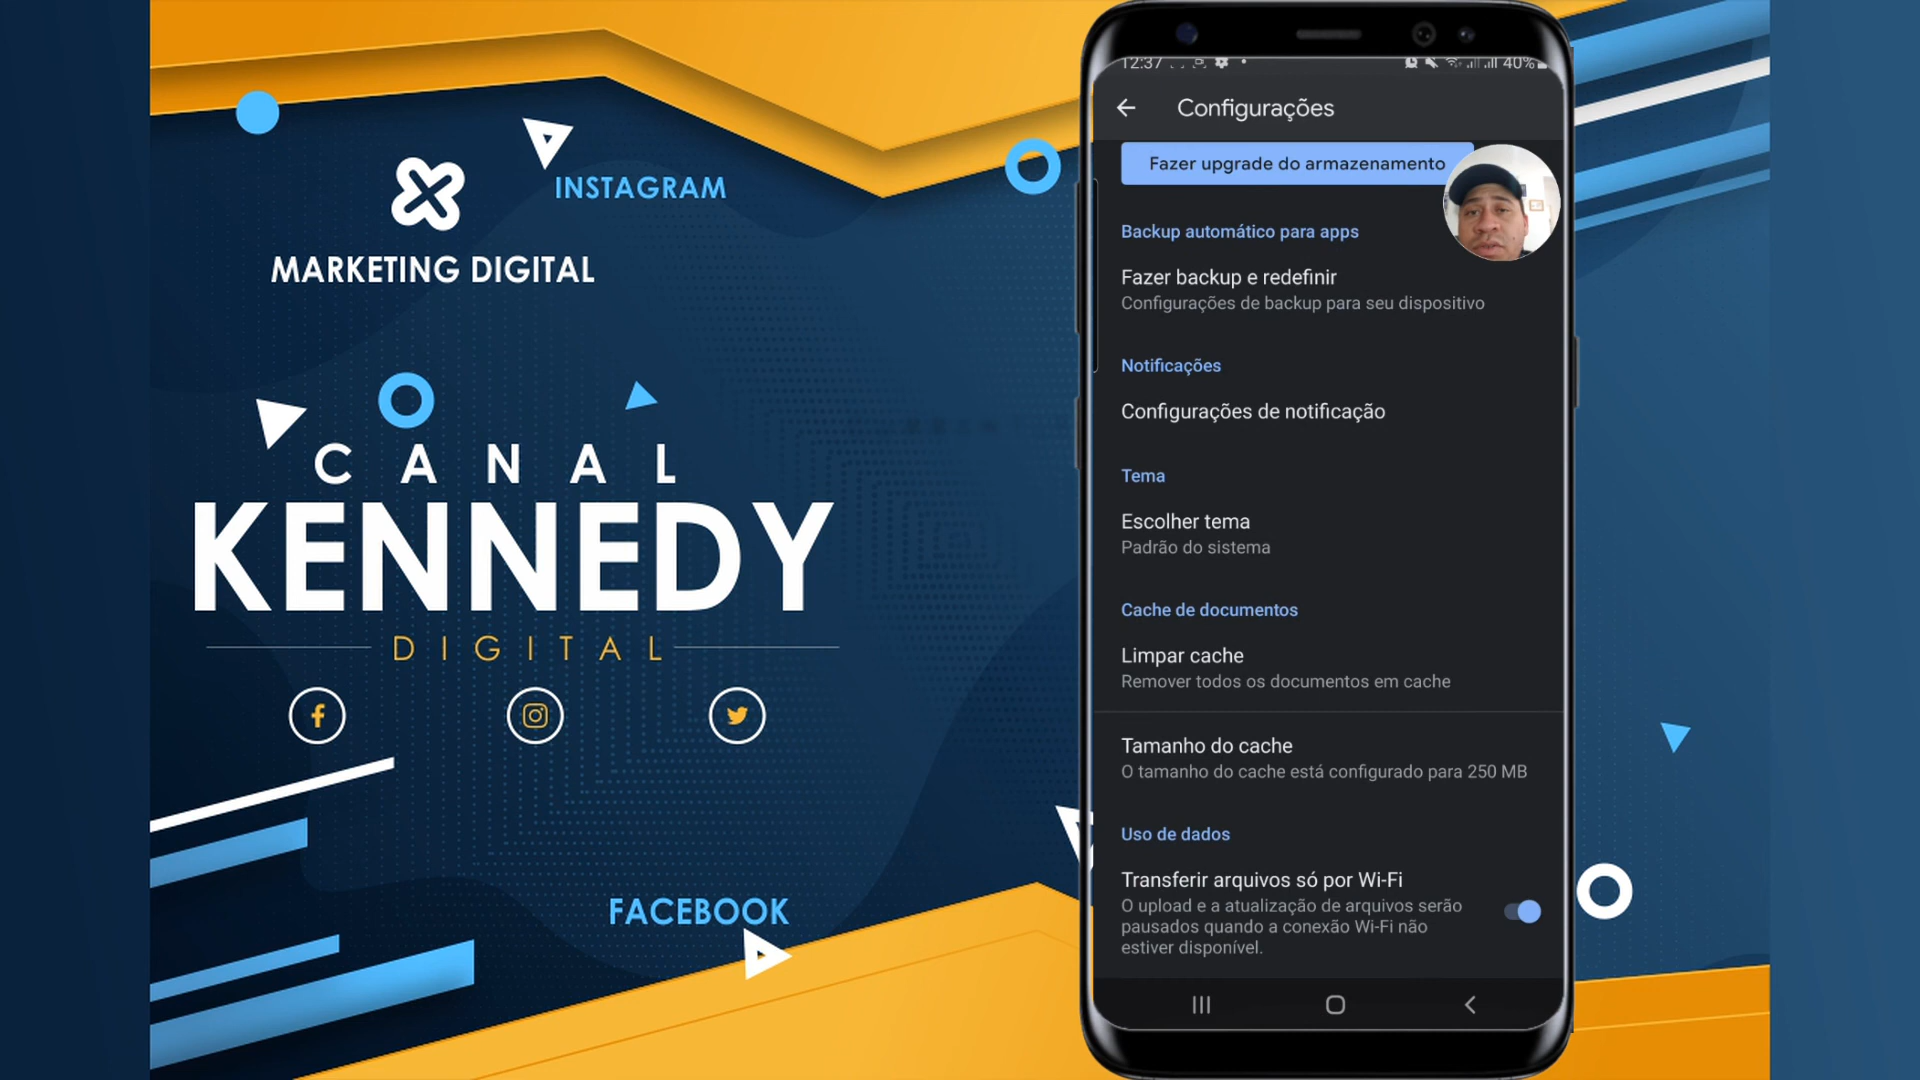 INSTAGRAM
MARKETING DIGITAL
CANAL
KENNEDY
DIGITAL
FACEBOOK
12:37
40%
Configurações
Fazer upgrade do armazenamento
Backup automático para apps
Fazer backup e redefinir
Configurações de backup para seu dispositivo
Notificações
Configurações de notificação
Tema
Escolher tema
Padrão do sistema
Cache de documentos
Limpar cache
Remover todos os documentos em cache
Tamanho do cache
O tamanho do cache está configurado para 250 MB
Uso de dados
Transferir arquivos só por Wi-Fi
O upload e a atualização de arquivos serão
pausados quando a conexão Wi-Fi não
estiver disponível.